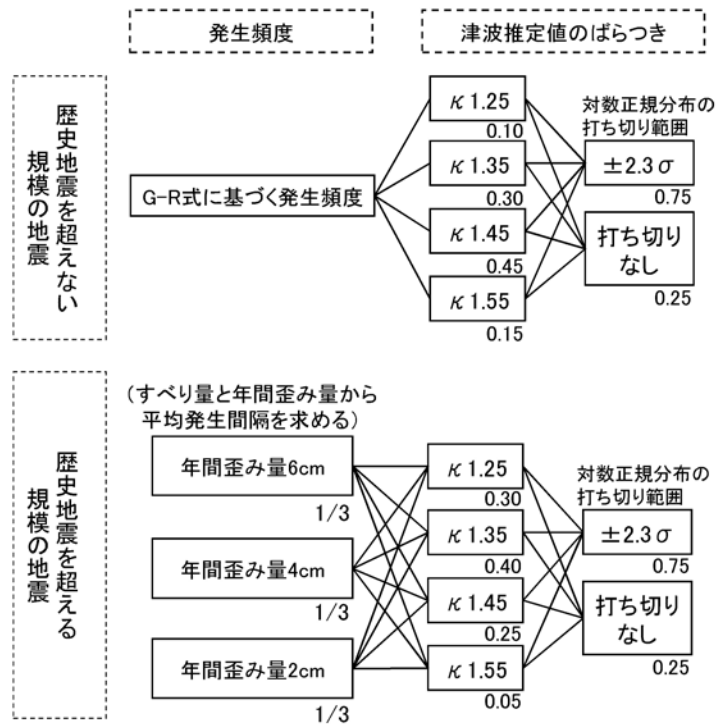 発生頻度
津波推定値のばらつき
歴史地震を超えない
規模の地震
G-R式に基づく発生頻度
κ 1.25
0.10
κ 1.35
0.30
κ 1.45
0.45
κ 1.55
0.15
対数正規分布の
打ち切り範囲
±2.3σ
0.75
打ち切り
なし
0.25
歴史地震を超える
規模の地震
(すべり量と年間歪み量から
平均発生間隔を求める)
年間歪み量6cm
1/3
年間歪み量4cm
1/3
年間歪み量2cm
1/3
κ 1.25
0.30
κ 1.35
0.40
κ 1.45
0.25
κ 1.55
0.05
対数正規分布の
打ち切り範囲
±2.3σ
0.75
打ち切り
なし
0.25